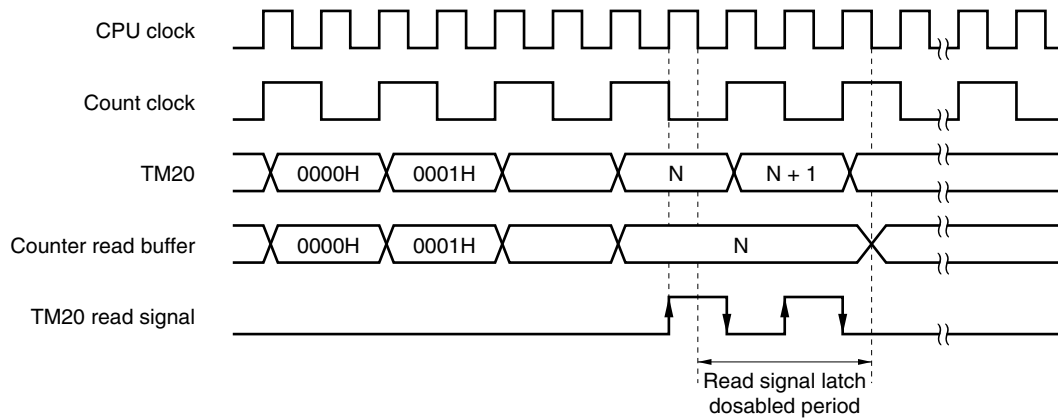 CPU clock
Count clock
TM20
0000H 0001H N N + 1
Counter read buffer
0000H 0001H N
TM20 read signal
Read signal latch
dosabled period